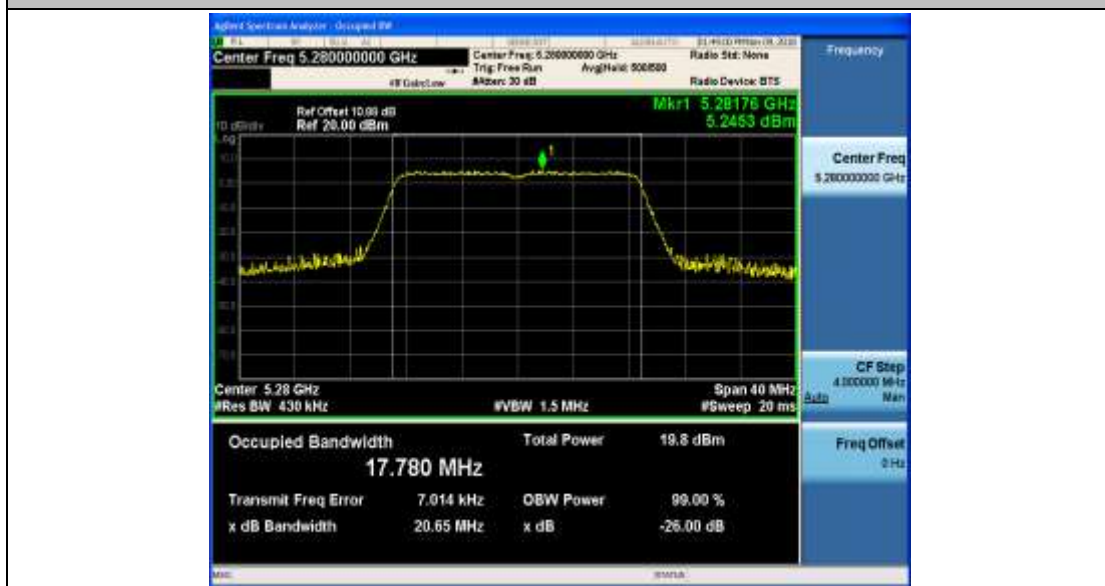 Agilent Spectrum Analyzer - Occupied BW
Center Freq 5.280000000 GHz
Center Freq: 5.280000000 GHz
Trig: Free Run Avg|Hold: 500/500
#IFGain:Low #Atten: 30 dB
Radio Std: None
Radio Device: BTS
Frequency
Ref Offset 10.88 dB
10 dB/div Ref 20.00 dBm
Log
Mkr1 5.28176 GHz
5.2453 dBm
1
Center Freq
5.280000000 GHz
Center 5.28 GHz Span 40 MHz
#Res BW 430 kHz #VBW 1.5 MHz #Sweep 20 ms
CF Step
4.000000 MHz
Auto Man
Occupied Bandwidth Total Power 19.8 dBm
17.780 MHz
Transmit Freq Error 7.014 kHz OBW Power 99.00 %
x dB Bandwidth 20.65 MHz x dB -26.00 dB
Freq Offset
0 Hz
MSG STATUS